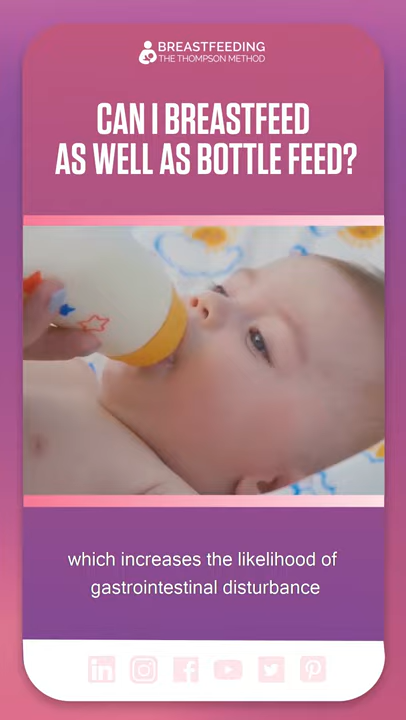 BREASTFEEDING
THE THOMPSON METHOD
CAN I BREASTFEED
AS WELL AS BOTTLE FEED?
which increases the likelihood of
gastrointestinal disturbance